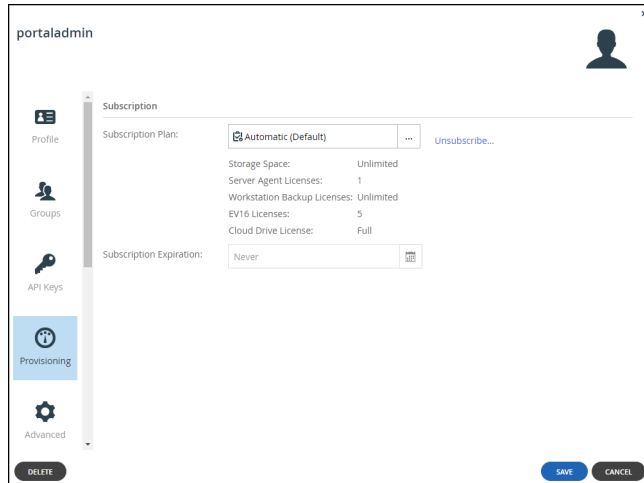 portaladmin
Profile
Groups
API Keys
Provisioning
Advanced
Subscription
Subscription Plan:
Automatic (Default)
...
Unsubscribe...
Storage Space: Unlimited
Server Agent Licenses: 1
Workstation Backup Licenses: Unlimited
EV16 Licenses: 5
Cloud Drive License: Full
Subscription Expiration:
Never
DELETE
SAVE
CANCEL